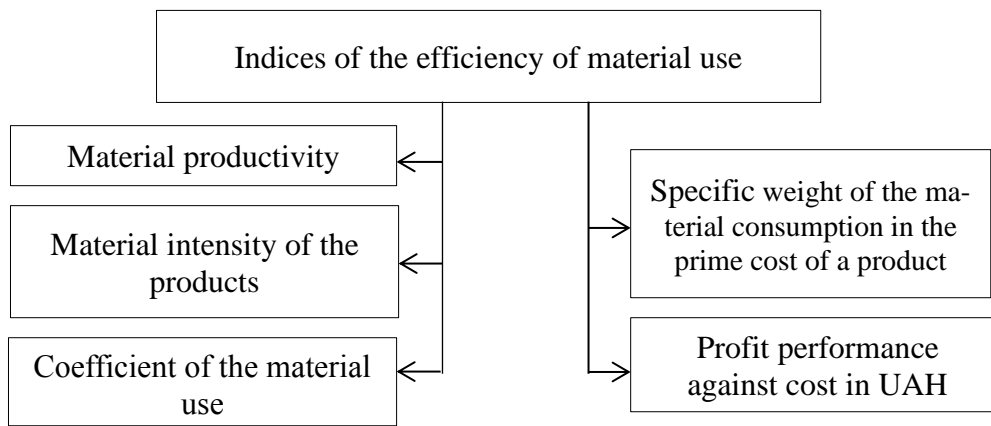 Indices of the efficiency of material use
Material productivity
Material intensity of the
products
Coefficient of the material
use
Specific weight of the ma-
terial consumption in the
prime cost of a product
Profit performance
against cost in UAH